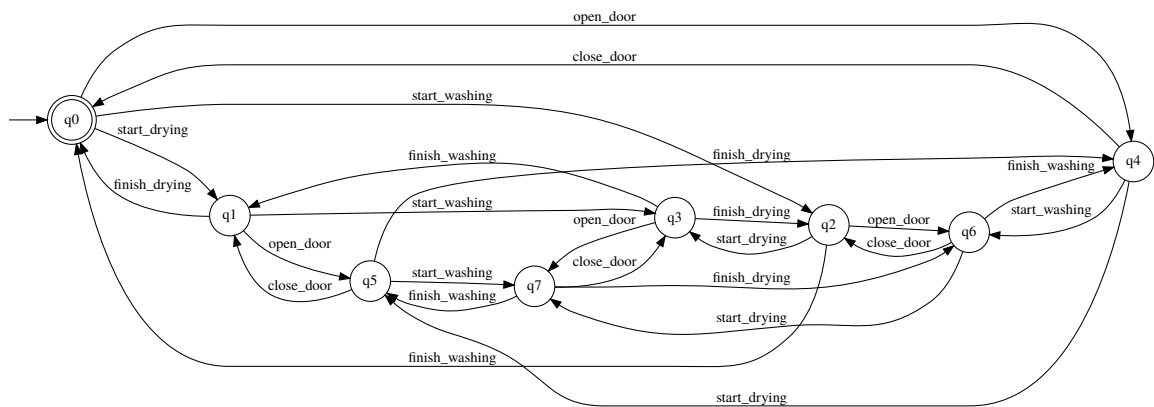 open_door
close_door
start_washing
q0
start_drying
finish_washing
finish_drying
q4
finish_washing
finish_drying
start_washing
q1
q3
finish_drying
q2
open_door
start_washing
open_door
start_drying
close_door
q6
open_door
close_door
finish_drying
q5
start_washing
q7
close_door
finish_washing
start_drying
finish_washing
start_drying